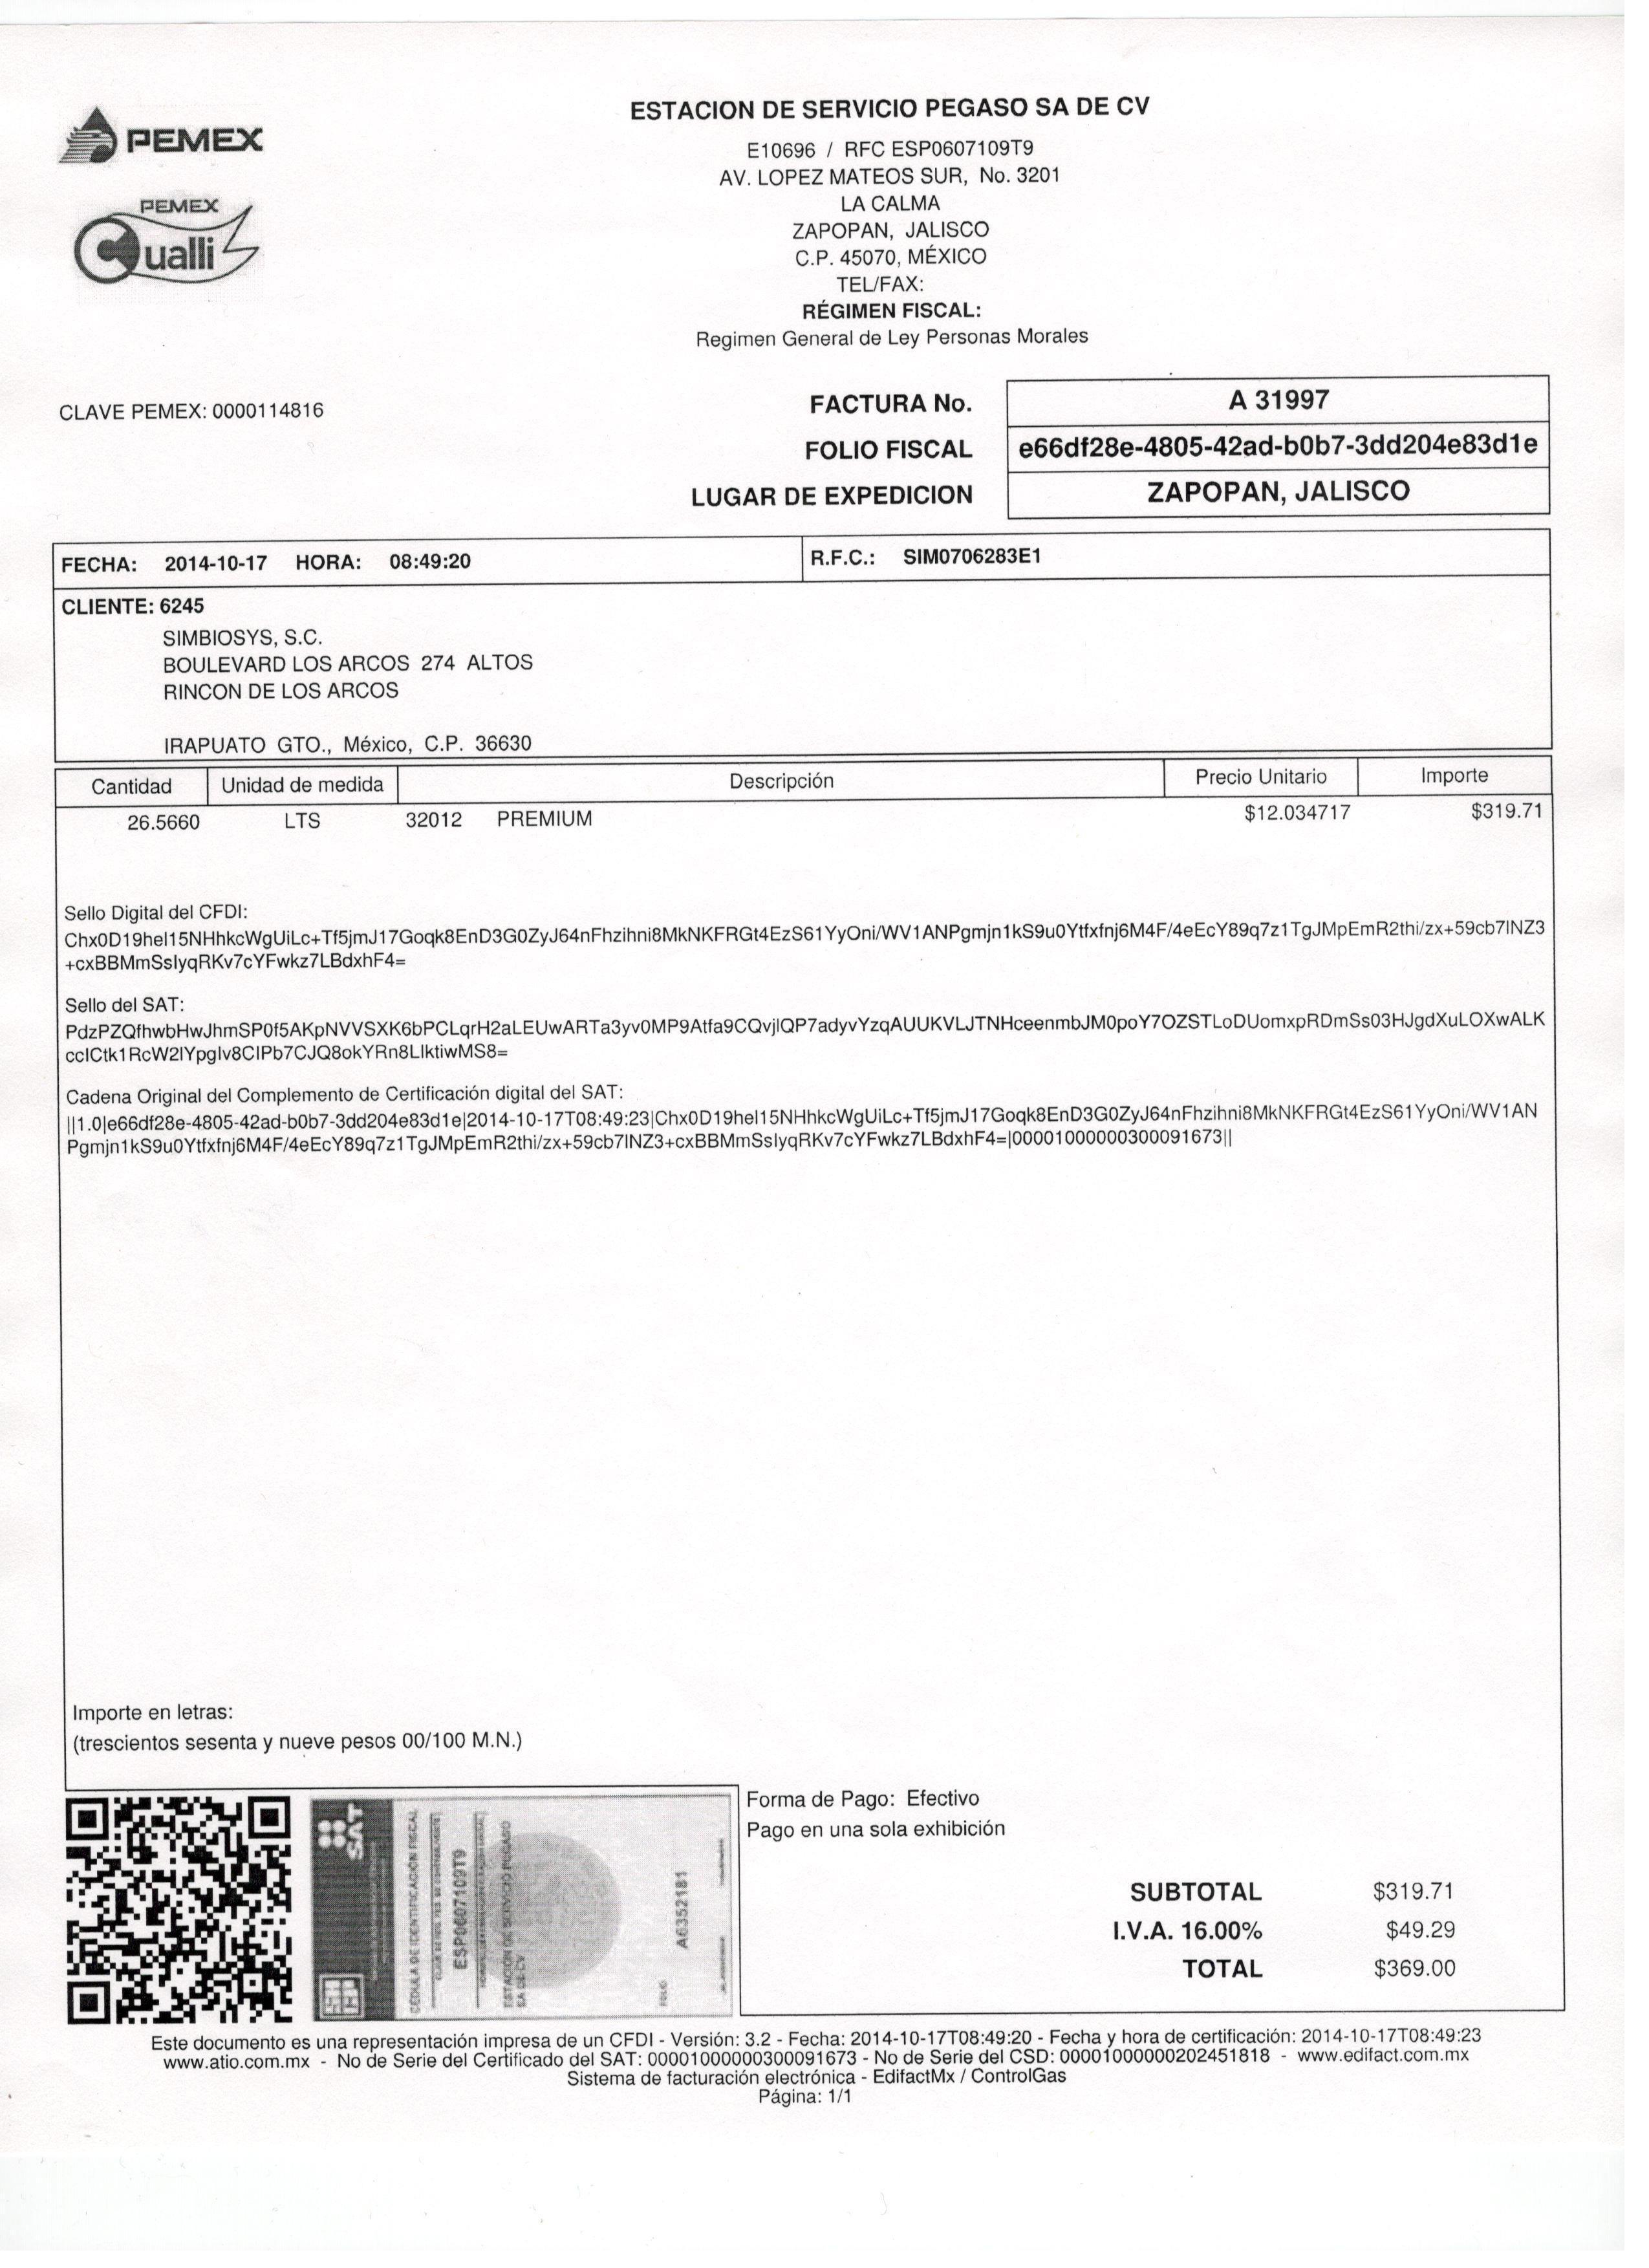 PEMEX
PEMEX
Cualli
ESTACION DE SERVICIO PEGASO SA DE CV
E10696 / RFC ESP0607109T9
AV. LOPEZ MATEOS SUR, No. 3201
LA CALMA
ZAPOPAN, JALISCO
C.P. 45070, MÉXICO
TEL/FAX:
RÉGIMEN FISCAL:
Regimen General de Ley Personas Morales
CLAVE PEMEX: 0000114816
FACTURA No. A 31997
FOLIO FISCAL e66df28e-4805-42ad-b0b7-3dd204e83d1e
LUGAR DE EXPEDICION ZAPOPAN, JALISCO
FECHA: 2014-10-17 HORA: 08:49:20 R.F.C.: SIM0706283E1
CLIENTE: 6245
SIMBIOSYS, S.C.
BOULEVARD LOS ARCOS 274 ALTOS
RINCON DE LOS ARCOS
IRAPUATO GTO., México, C.P. 36630
Cantidad Unidad de medida Descripción Precio Unitario Importe
26.5660 LTS 32012 PREMIUM $12.034717 $319.71
Sello Digital del CFDI:
Chx0D19heI15NHhkcWgUiLc+Tf5jmJ17Goqk8EnD3G0ZyJ64nFhzihni8MkNKFRGt4EzS61YyOni/WV1ANPgmjn1kS9u0Ytfxfnj6M4F/4eEcY89q7z1TgJMpEmR2thi/zx+59cb7INZ3
+cxBBMmSsIyqRKv7cYFwkz7LBdxhF4=
Sello del SAT:
PdzPZQfhwbHwJhmSP0f5AKpNVVSXK6bPCLqrH2aLEUwARTa3yv0MP9Atfa9CQvjIQP7adyvYzqAUUKVLJTNHceenmbJM0poY7OZSTLoDUomxpRDmSs03HJgdXuLOXwALK
ccICtk1RcW2IYpgIv8CIPb7CJQ8okYRn8LIktiwMS8=
Cadena Original del Complemento de Certificación digital del SAT:
||1.0|e66df28e-4805-42ad-b0b7-3dd204e83d1e|2014-10-17T08:49:23|Chx0D19heI15NHhkcWgUiLc+Tf5jmJ17Goqk8EnD3G0ZyJ64nFhzihni8MkNKFRGt4EzS61YyOni/WV1AN
Pgmjn1kS9u0Ytfxfnj6M4F/4eEcY89q7z1TgJMpEmR2thi/zx+59cb7INZ3+cxBBMmSsIyqRKv7cYFwkz7LBdxhF4=|00001000000300091673||
Importe en letras:
(trescientos sesenta y nueve pesos 00/100 M.N.)
SAT
CÉDULA DE IDENTIFICACIÓN FISCAL
ESP0607109T9
ESTACION DE SERVICIO PEGASO
SA DE CV
FOLIO
A6352181
Forma de Pago: Efectivo
Pago en una sola exhibición
SUBTOTAL $319.71
I.V.A. 16.00% $49.29
TOTAL $369.00
Este documento es una representación impresa de un CFDI - Versión: 3.2 - Fecha: 2014-10-17T08:49:20 - Fecha y hora de certificación: 2014-10-17T08:49:23
www.atio.com.mx - No de Serie del Certificado del SAT: 00001000000300091673 - No de Serie del CSD: 00001000000202451818 - www.edifact.com.mx
Sistema de facturación electrónica - EdifactMx / ControlGas
Página: 1/1